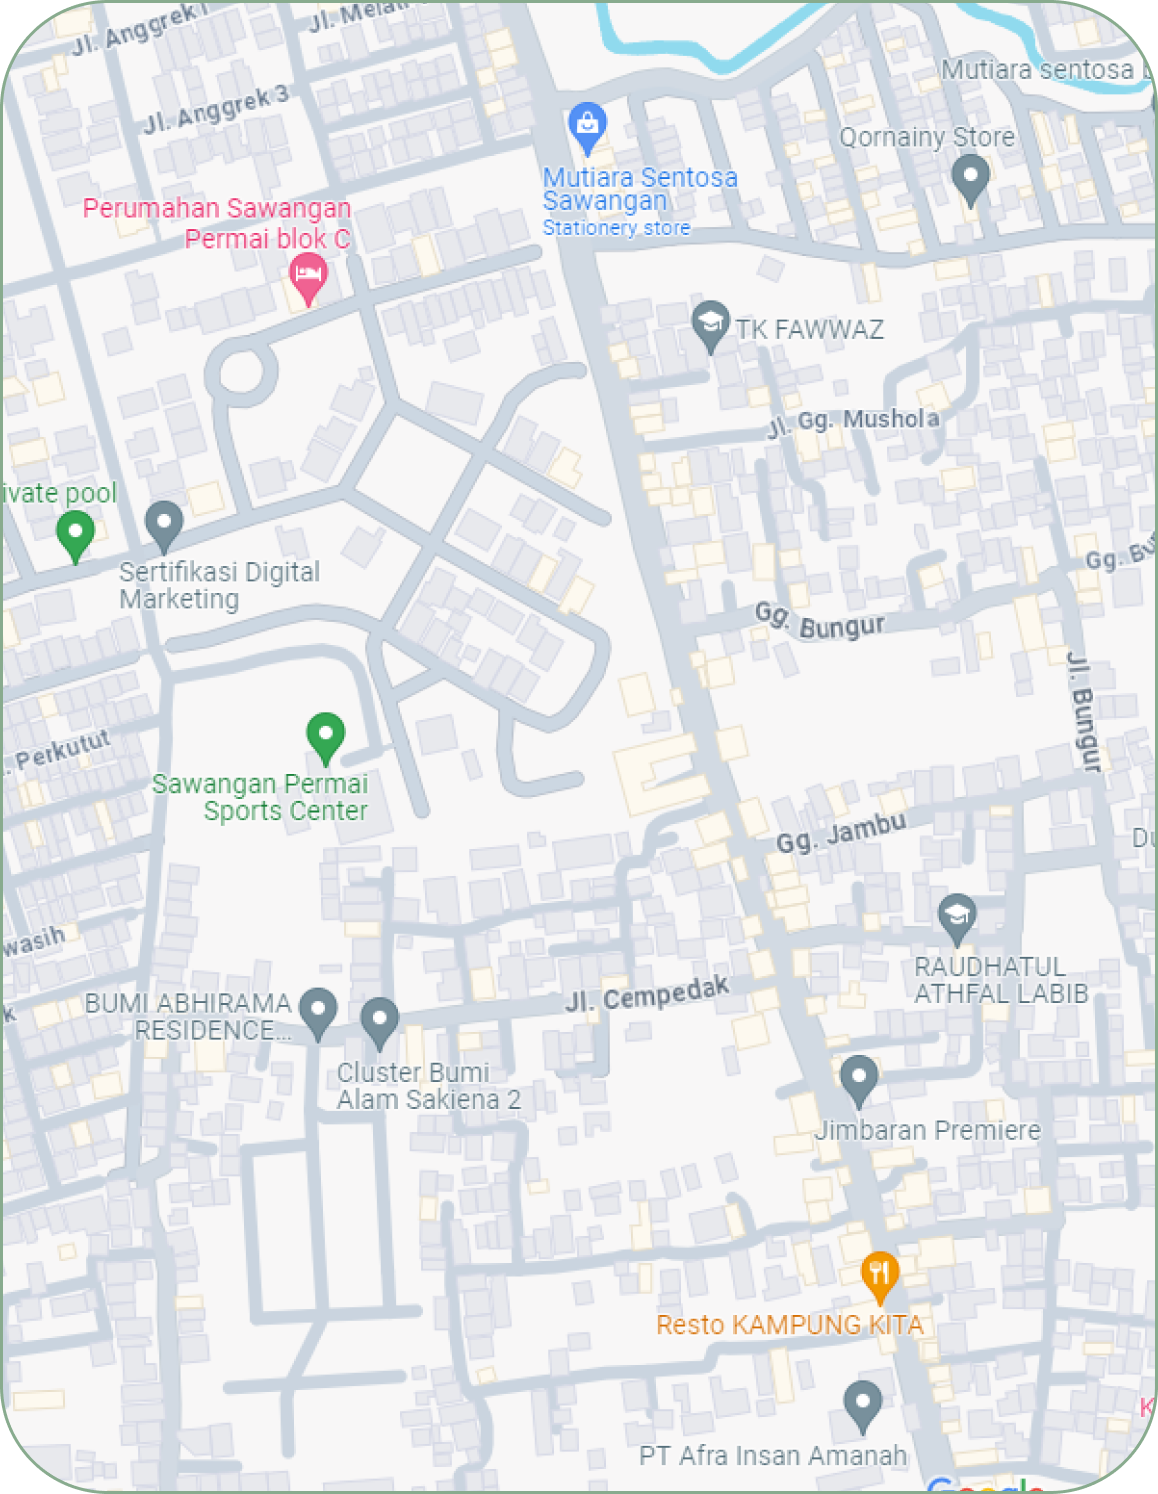 Jl. Anggrek 1
Jl. Melati
Mutiara sentosa
Jl. Anggrek 3
Qornainy Store
Mutiara Sentosa
Sawangan
Stationery store
Perumahan Sawangan
Permai blok C
TK FAWWAZ
Jl. Gg. Mushola
ivate pool
Sertifikasi Digital
Marketing
Gg. Bu
Gg. Bungur
Jl. Bungur
. Perkutut
Sawangan Permai
Sports Center
Gg. Jambu
Du
wasih
RAUDHATUL
ATHFAL LABIB
Jl. Cempedak
k
BUMI ABHIRAMA
RESIDENCE...
Cluster Bumi
Alam Sakiena 2
Jimbaran Premiere
Resto KAMPUNG KITA
K
PT Afra Insan Amanah
Google